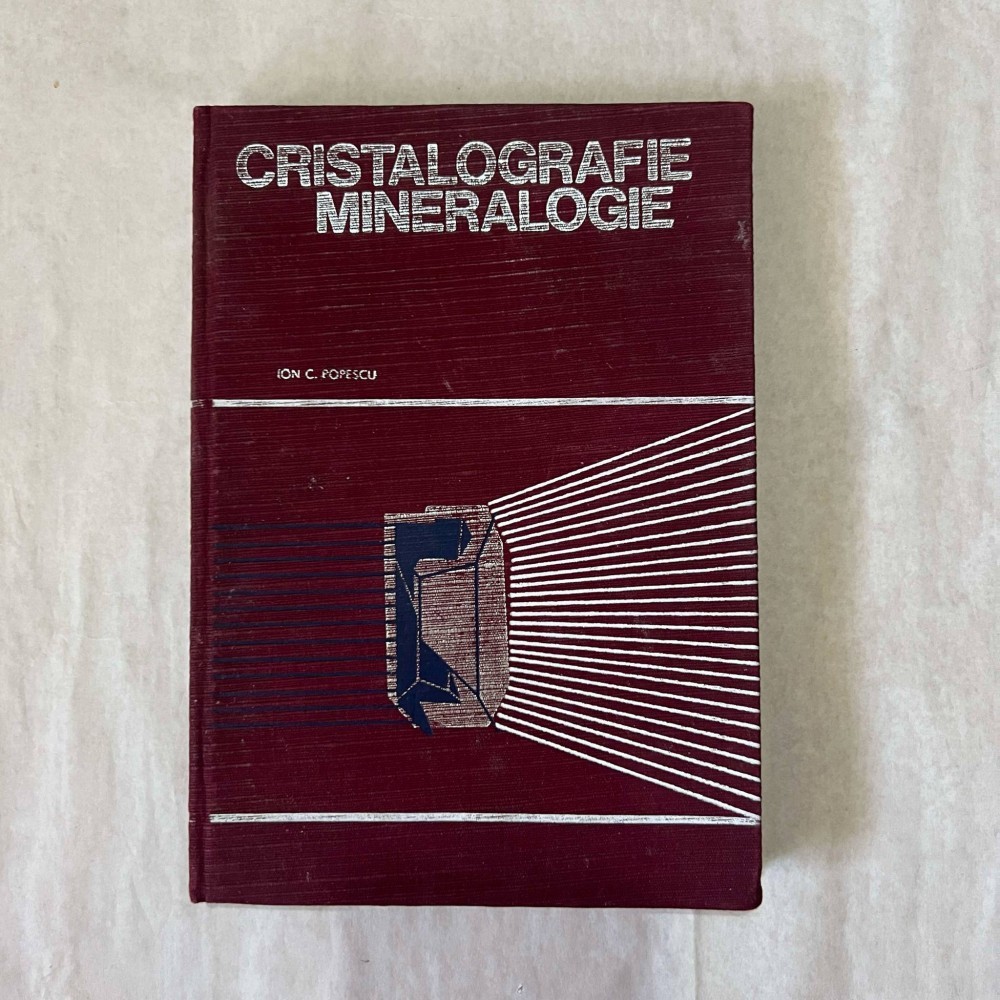 CRISTALOGRAFIE
MINERALOGIE
ION C. POPESCU